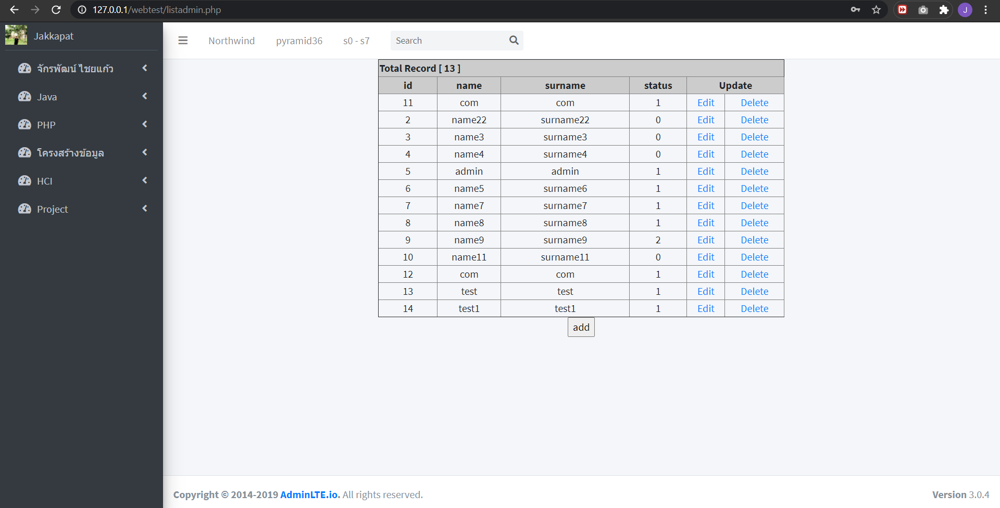 127.0.0.1/webtest/listadmin.php
J
Jakkapat
จักรพัฒน์ ไชยแก้ว
Java
PHP
โครงสร้างข้อมูล
HCI
Project
Northwind pyramid36 s0 - s7 Search
Total Record [ 13 ]
id name surname status Update
11 com com 1 Edit Delete
2 name22 surname22 0 Edit Delete
3 name3 surname3 0 Edit Delete
4 name4 surname4 0 Edit Delete
5 admin admin 1 Edit Delete
6 name5 surname6 1 Edit Delete
7 name7 surname7 1 Edit Delete
8 name8 surname8 1 Edit Delete
9 name9 surname9 2 Edit Delete
10 name11 surname11 0 Edit Delete
12 com com 1 Edit Delete
13 test test 1 Edit Delete
14 test1 test1 1 Edit Delete
add
Copyright © 2014-2019 AdminLTE.io. All rights reserved.
Version 3.0.4